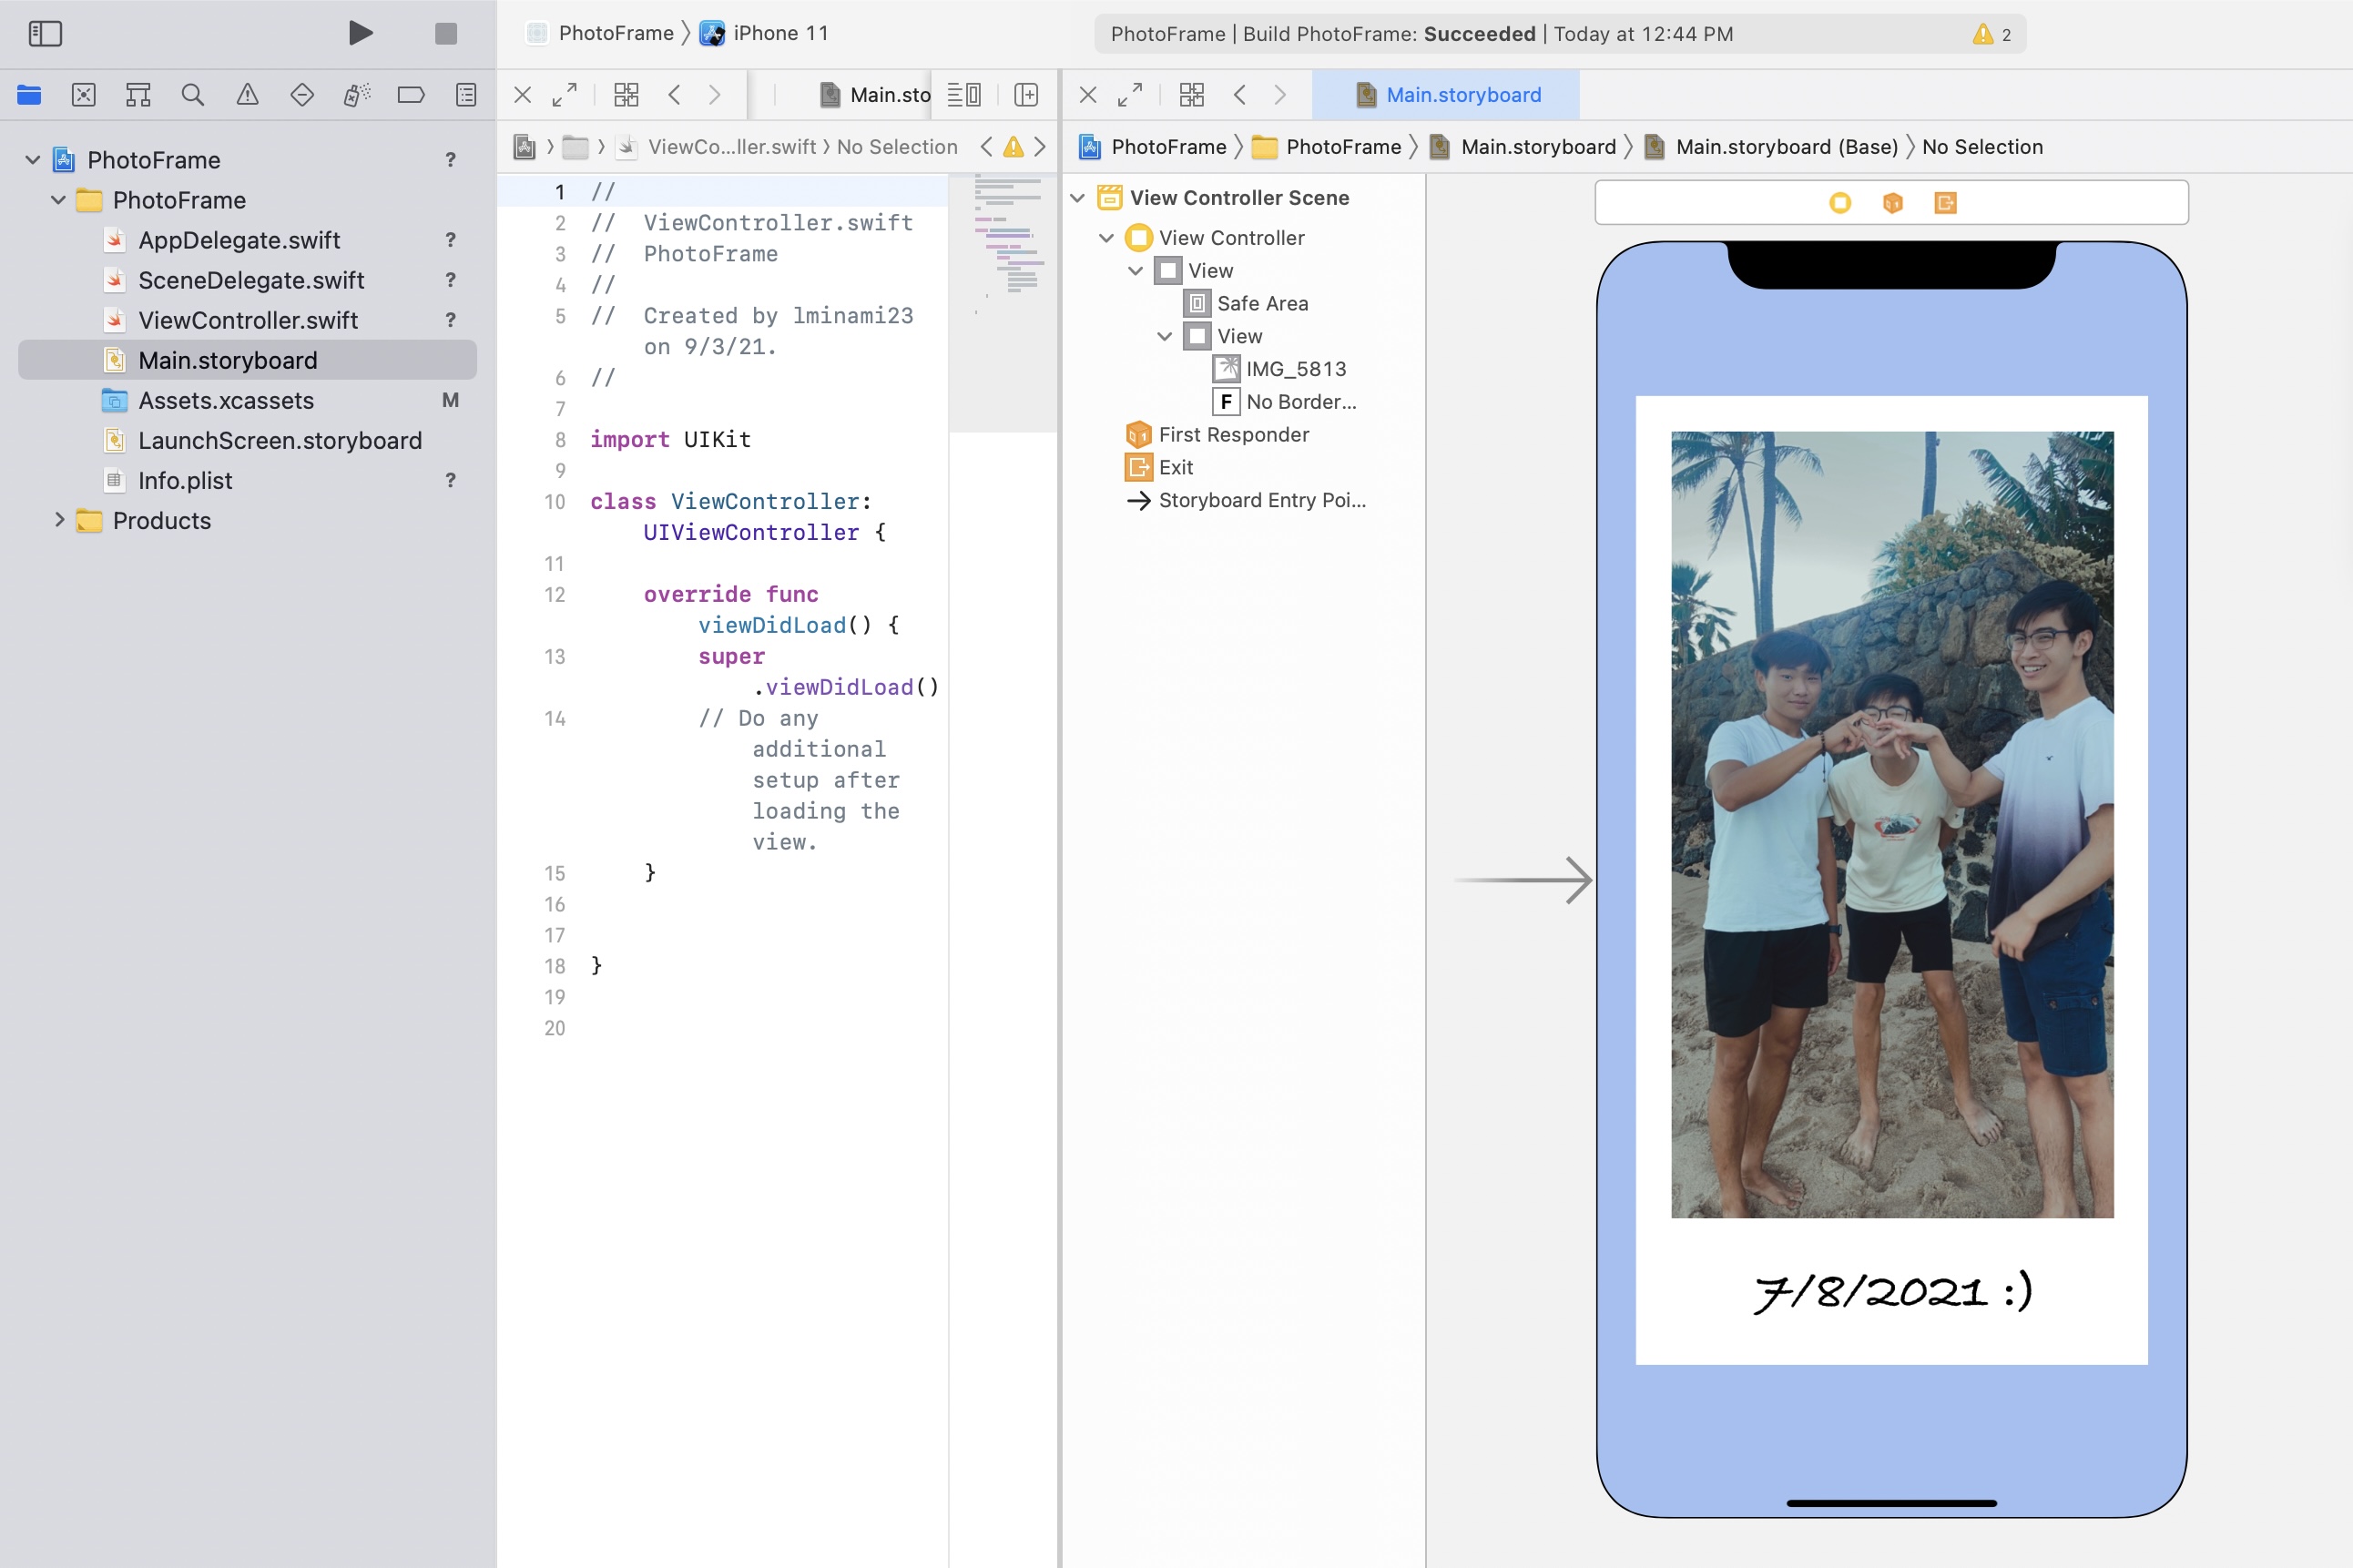 PhotoFrame
iPhone 11
PhotoFrame | Build PhotoFrame: Succeeded | Today at 12:44 PM
2
Main.sto
Main.storyboard
ViewCo...ller.swift
No Selection
PhotoFrame
PhotoFrame
Main.storyboard
Main.storyboard (Base)
No Selection
PhotoFrame ?
PhotoFrame
AppDelegate.swift ?
SceneDelegate.swift ?
ViewController.swift ?
Main.storyboard
Assets.xcassets M
LaunchScreen.storyboard
Info.plist ?
Products
1 //
2 // ViewController.swift
3 // PhotoFrame
4 //
5 // Created by lminami23
on 9/3/21.
6 //
7
8 import UIKit
9
10 class ViewController:
UIViewController {
11
12 override func
viewDidLoad() {
13 super
.viewDidLoad()
14 // Do any
additional
setup after
loading the
view.
15 }
16
17
18 }
19
20
View Controller Scene
View Controller
View
Safe Area
View
IMG_5813
F No Border...
First Responder
Exit
Storyboard Entry Poi...
7/8/2021 :)